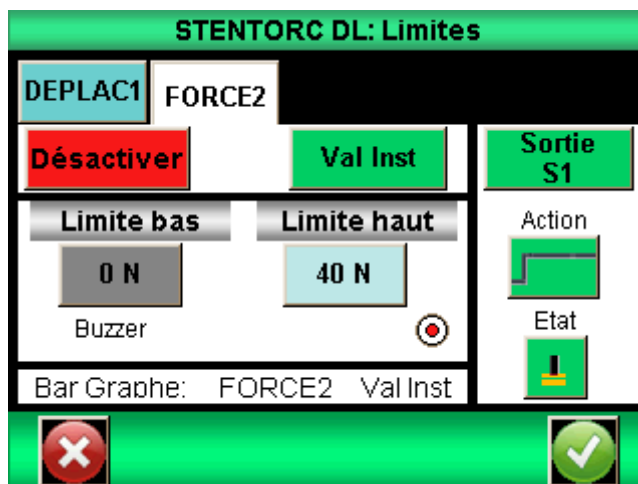 STENTORC DL: Limites
DEPLAC1 FORCE2
Désactiver Val Inst Sortie S1
Limite bas Limite haut Action
0 N 40 N
Buzzer Etat
Bar Graphe: FORCE2 Val Inst